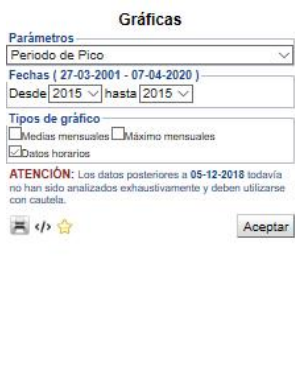 Gráficas
Parámetros
Periodo de Pico
Fechas ( 27-03-2001 - 07-04-2020 )
Desde 2015 hasta 2015
Tipos de gráfico
Medias mensuales Máximo mensuales
Datos horarios
ATENCIÓN: Los datos posteriores a 05-12-2018 todavía
no han sido analizados exhaustivamente y deben utilizarse
con cautela.
</> Aceptar